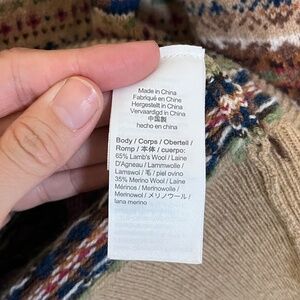 Made in China
Fabriqué en Chine
Hergestellt in China
Vervaardigd in China
中国製
hecho en china
Body / Corps / Oberteil /
Romp / 本体 / cuerpo:
65% Lamb's Wool / Laine
D'Agneau / Lammwolle /
Lamswol / 毛 / piel ovino
35% Merino Wool / Laine
Mérinos / Merinowolle /
Merinowol / メリノウール /
lana merino